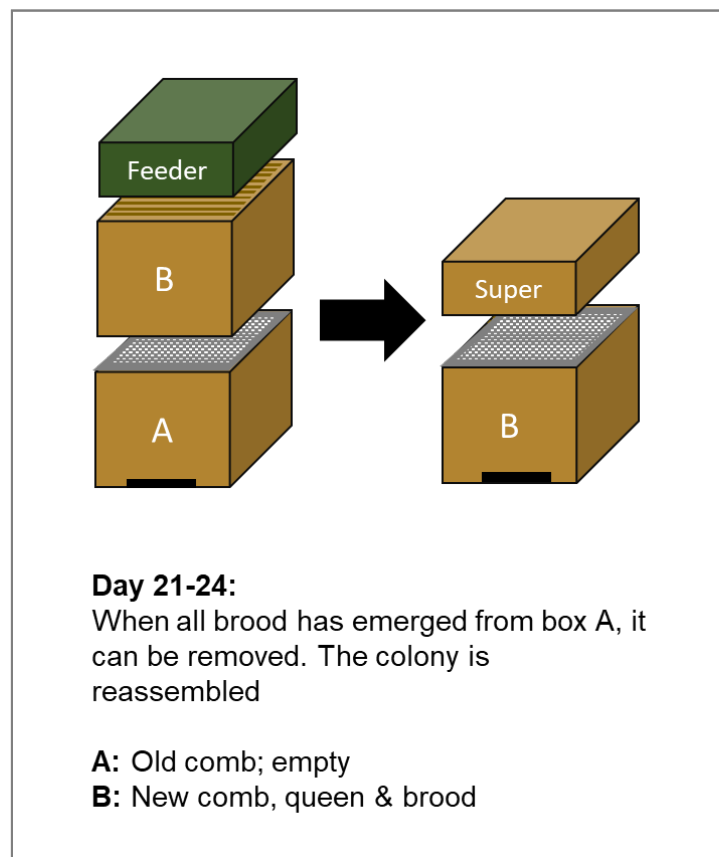 Feeder
B
Super
A
B
Day 21-24:
When all brood has emerged from box A, it
can be removed. The colony is
reassembled
A: Old comb; empty
B: New comb, queen & brood